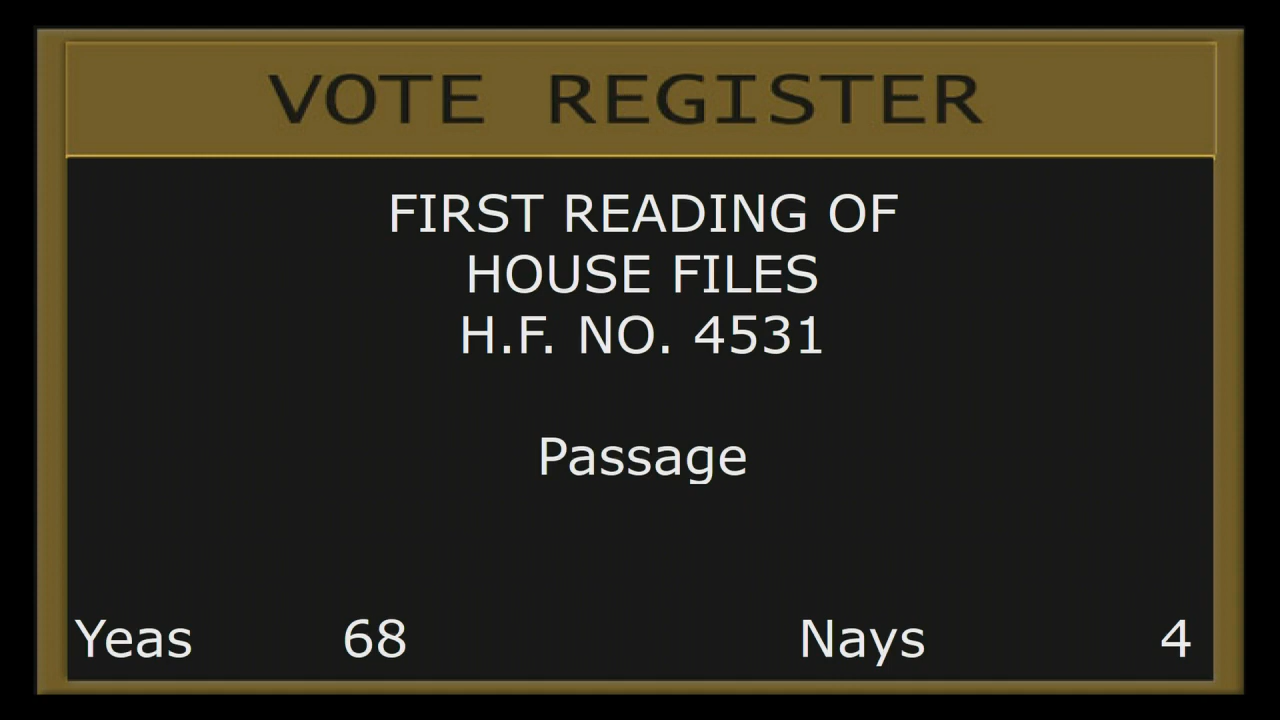 VOTE REGISTER
FIRST READING OF
HOUSE FILES
H.F. NO. 4531
Passage
Yeas 68 Nays 4